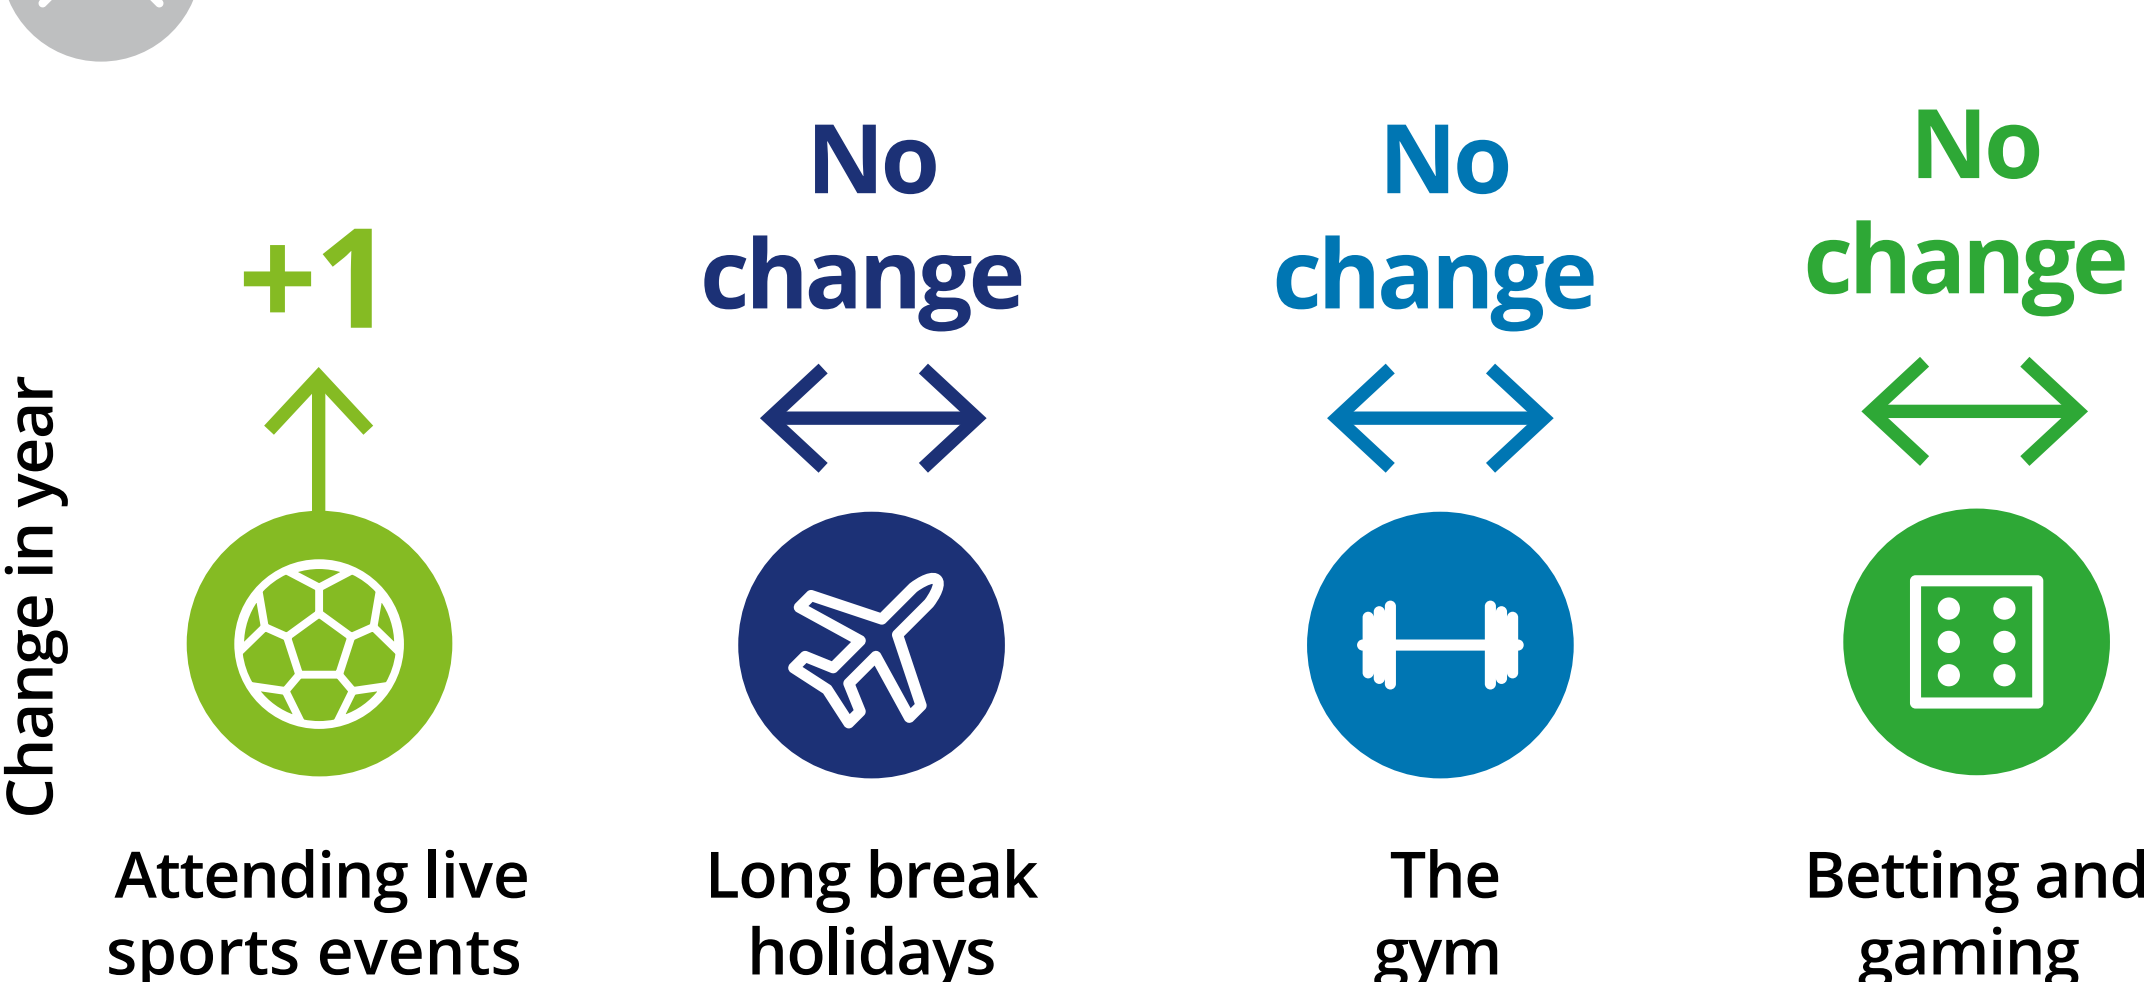 No
change
No
change
No
change
+1
Change in year
Attending live
sports events
Long break
holidays
The
gym
Betting and
gaming